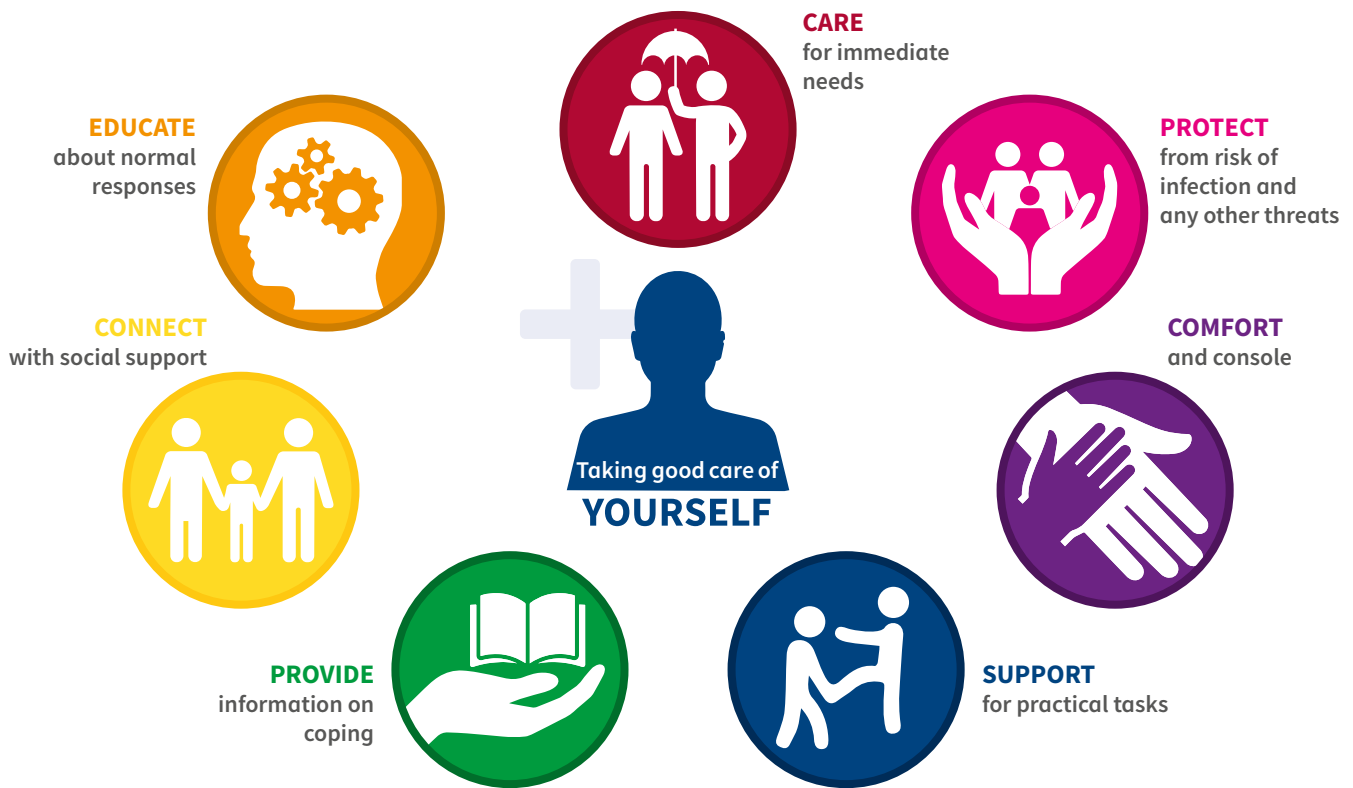 CARE
for immediate
needs
PROTECT
from risk of
infection and
any other threats
COMFORT
and console
SUPPORT
for practical tasks
PROVIDE
information on
coping
CONNECT
with social support
EDUCATE
about normal
responses
Taking good care of
YOURSELF